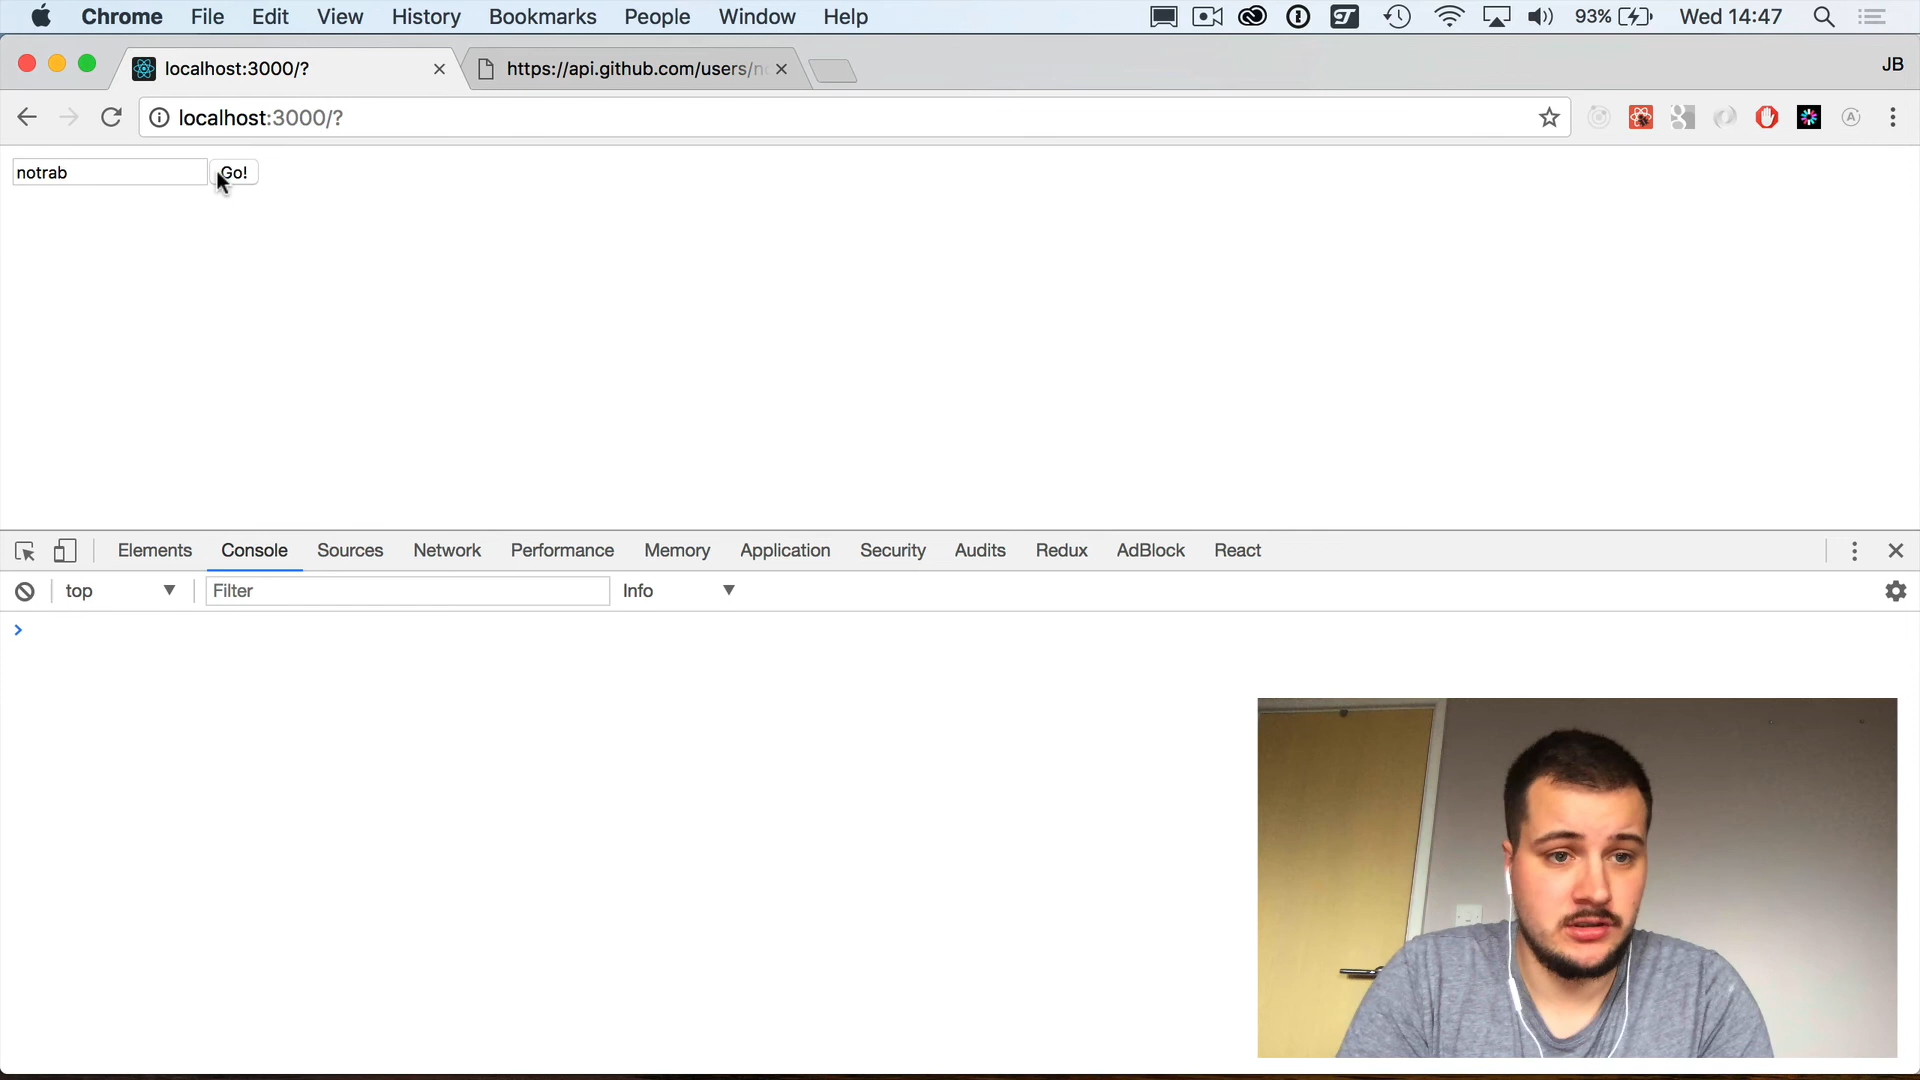 Chrome File Edit View History Bookmarks People Window Help 93% Wed 14:47
localhost:3000/? https://api.github.com/users/n JB
localhost:3000/?
notrab Go!
Elements Console Sources Network Performance Memory Application Security Audits Redux AdBlock React
top Filter Info